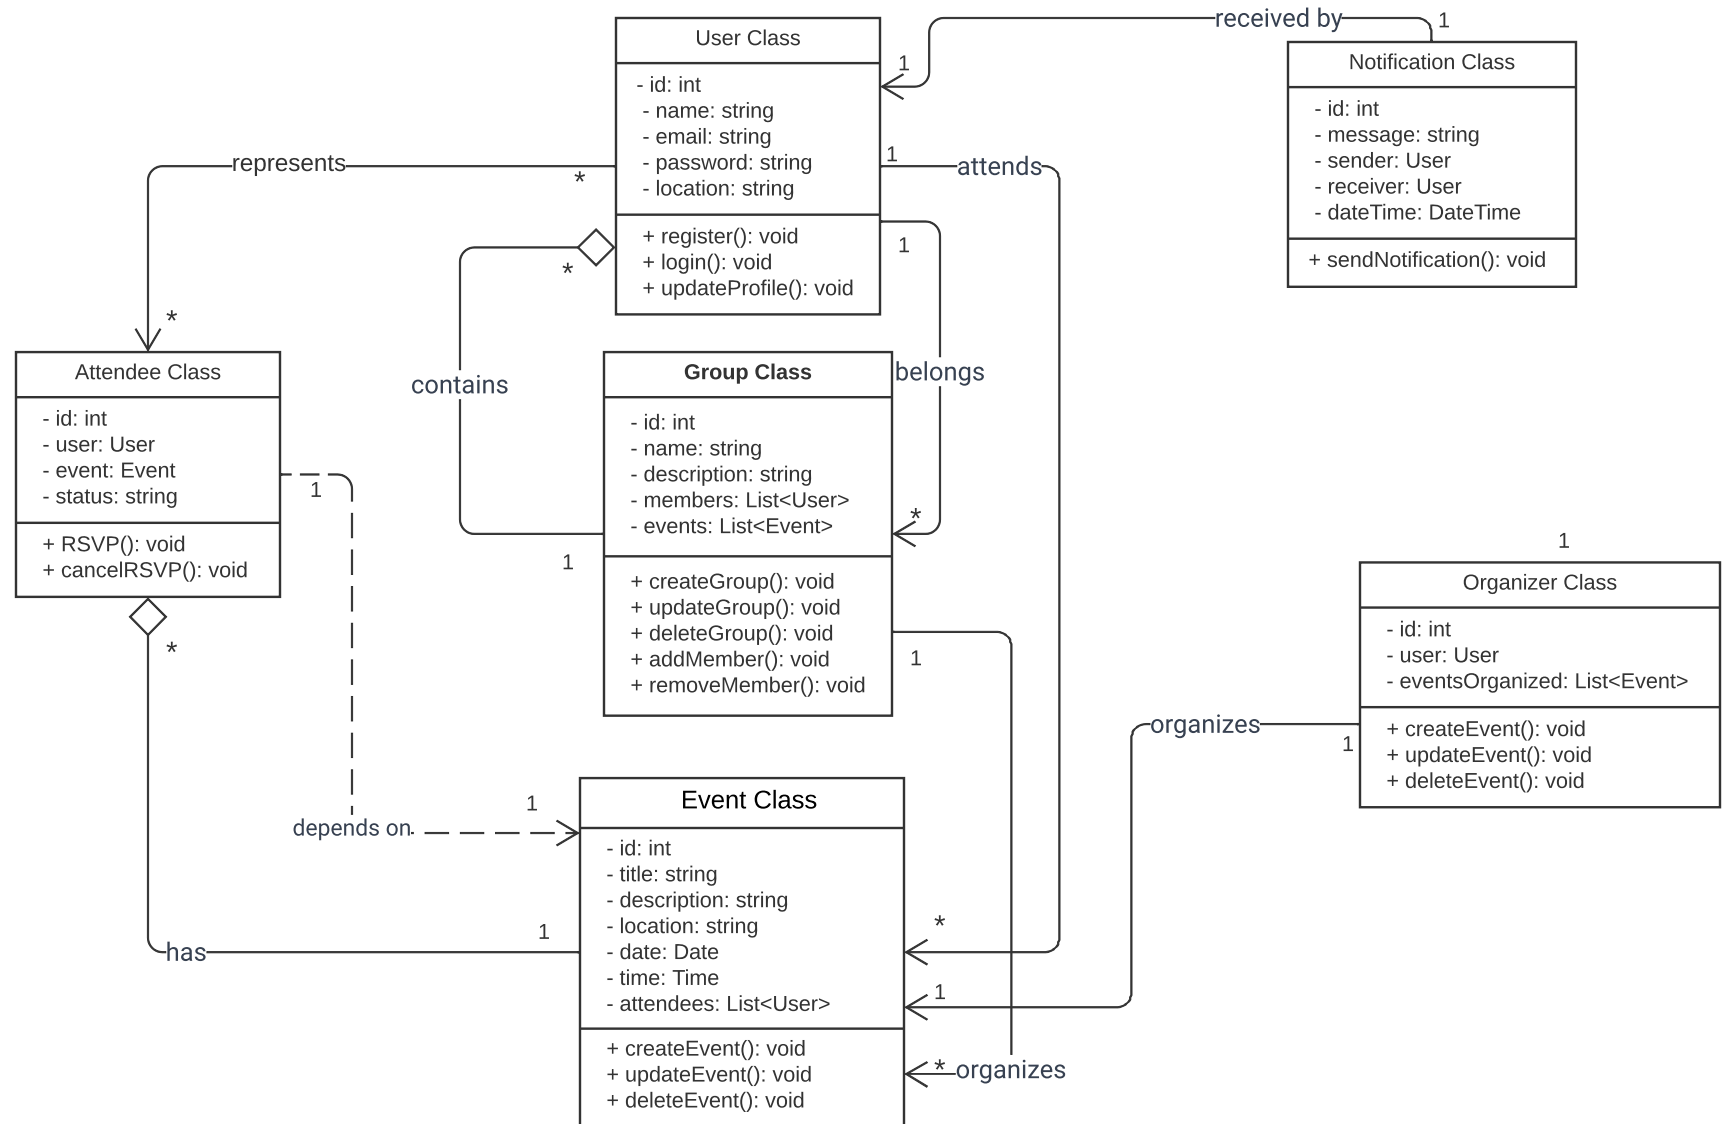 User Class
- id: int
- name: string
- email: string
- password: string
- location: string
+ register(): void
+ login(): void
+ updateProfile(): void
received by
1
1
Notification Class
- id: int
- message: string
- sender: User
- receiver: User
- dateTime: DateTime
+ sendNotification(): void
represents
*
*
1
attends
*
1
belongs
*
*
contains
1
Attendee Class
- id: int
- user: User
- event: Event
- status: string
+ RSVP(): void
+ cancelRSVP(): void
1
depends on
1
*
has
1
Group Class
- id: int
- name: string
- description: string
- members: List<User>
- events: List<Event>
+ createGroup(): void
+ updateGroup(): void
+ deleteGroup(): void
+ addMember(): void
+ removeMember(): void
1
organizes
*
1
Organizer Class
- id: int
- user: User
- eventsOrganized: List<Event>
+ createEvent(): void
+ updateEvent(): void
+ deleteEvent(): void
organizes
1
1
Event Class
- id: int
- title: string
- description: string
- location: string
- date: Date
- time: Time
- attendees: List<User>
+ createEvent(): void
+ updateEvent(): void
+ deleteEvent(): void